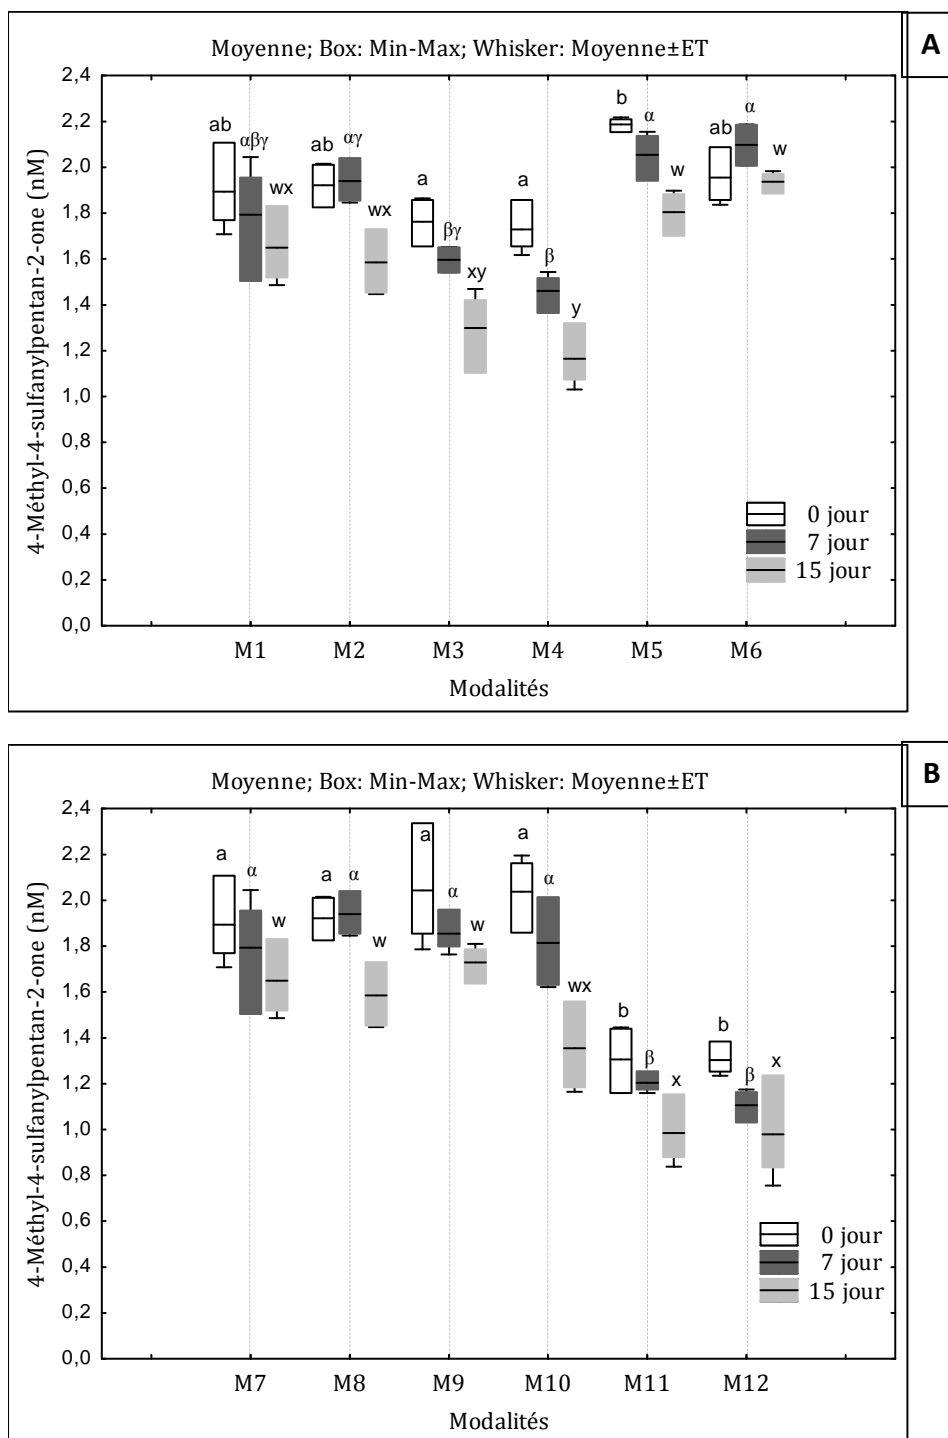 A
Moyenne; Box: Min-Max; Whisker: Moyenne±ET
4-Méthyl-4-sulfanylpentan-2-one (nM)
2,4
2,2
2,0
1,8
1,6
1,4
1,2
1,0
0,8
0,6
0,4
0,2
0,0
ab αβγ wx
ab αγ wx
a βγ xy
a β y
b α w
ab α w
0 jour
7 jour
15 jour
M1 M2 M3 M4 M5 M6
Modalités
B
Moyenne; Box: Min-Max; Whisker: Moyenne±ET
4-Méthyl-4-sulfanylpentan-2-one (nM)
2,4
2,2
2,0
1,8
1,6
1,4
1,2
1,0
0,8
0,6
0,4
0,2
0,0
a α w
a α w
a α w
a α wx
b β x
b β x
0 jour
7 jour
15 jour
M7 M8 M9 M10 M11 M12
Modalités